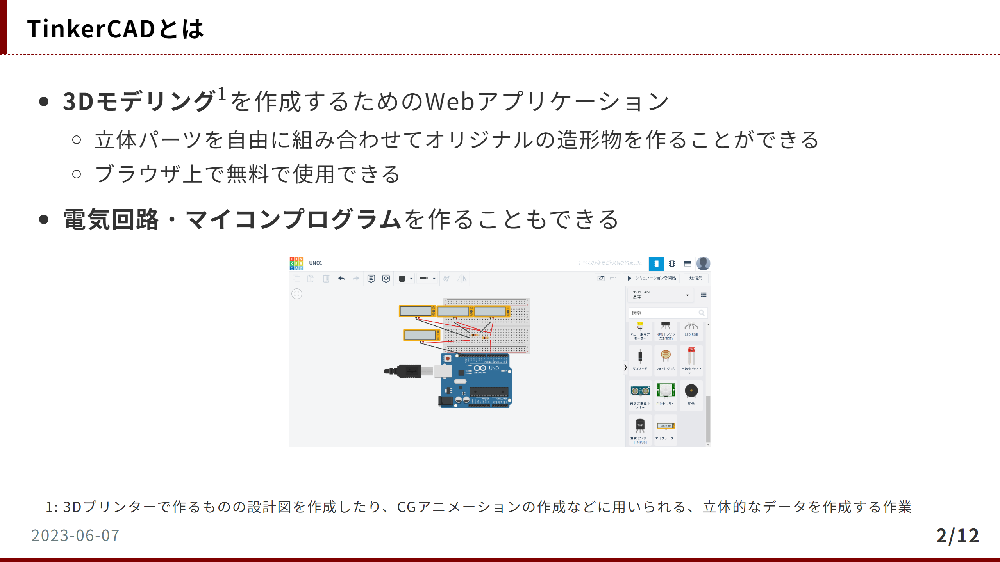 TinkerCADとは
• 3Dモデリング1を作成するためのWebアプリケーション
○ 立体パーツを自由に組み合わせてオリジナルの造形物を作ることができる
○ ブラウザ上で無料で使用できる
• 電気回路・マイコンプログラムを作ることもできる
TINKERCAD
UNO1
すべての変更が保存されました
コード
シミュレーションを開始
送信先
コンポーネント
基本
検索
ホビー用ギアモーター
NPNトランジスタ(BJT)
LED RGB
ダイオード
フォトレジスタ
土壌水分センサー
超音波距離センサー
PIR センサー
圧電
TMP
125.0 mA
温度センサー[TMP36]
マルチメーター
DIGITAL (PWM~)
UNO
ARDUINO
POWER
ANALOG IN
1: 3Dプリンターで作るものの設計図を作成したり、CGアニメーションの作成などに用いられる、立体的なデータを作成する作業
2023-06-07
2/12